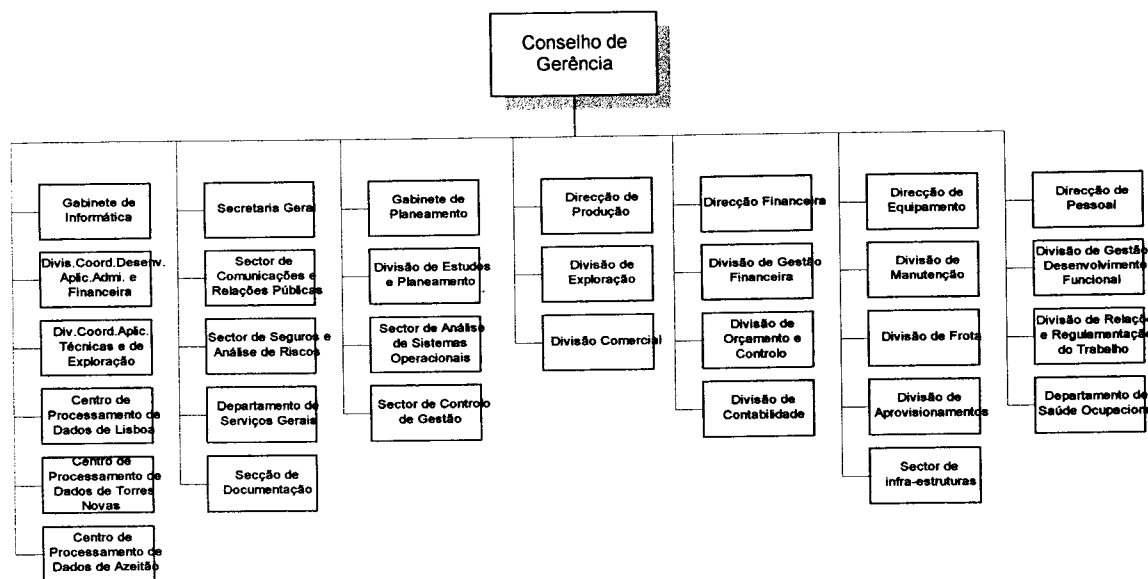 Conselho de
Gerência
Gabinete de
Informática
Divis.Coord.Desenv.
Aplic.Admi. e
Financeira
Div.Coord.Aplic.
Técnicas e de
Exploração
Centro de
Processamento de
Dados de Lisboa
Centro de
Processamento de
Dados de Torres
Novas
Centro de
Processamento de
Dados de Azeitão
Secretaria Geral
Sector de
Comunicações e
Relações Públicas
Sector de Seguros e
Análise de Riscos
Departamento de
Serviços Gerais
Secção de
Documentação
Gabinete de
Planeamento
Divisão de Estudos
e Planeamento
Sector de Análise
de Sistemas
Operacionais
Sector de Controlo
de Gestão
Direcção de
Produção
Divisão de
Exploração
Divisão Comercial
Direcção Financeira
Divisão de Gestão
Financeira
Divisão de
Orçamento e
Controlo
Divisão de
Contabilidade
Direcção de
Equipamento
Divisão de
Manutenção
Divisão de Frota
Divisão de
Aprovisionamentos
Sector de
infra-estruturas
Direcção de
Pessoal
Divisão de Gestão
Desenvolvimento
Funcional
Divisão de Relaçõe
e Regulamentação
do Trabalho
Departamento de
Saúde Ocupacion